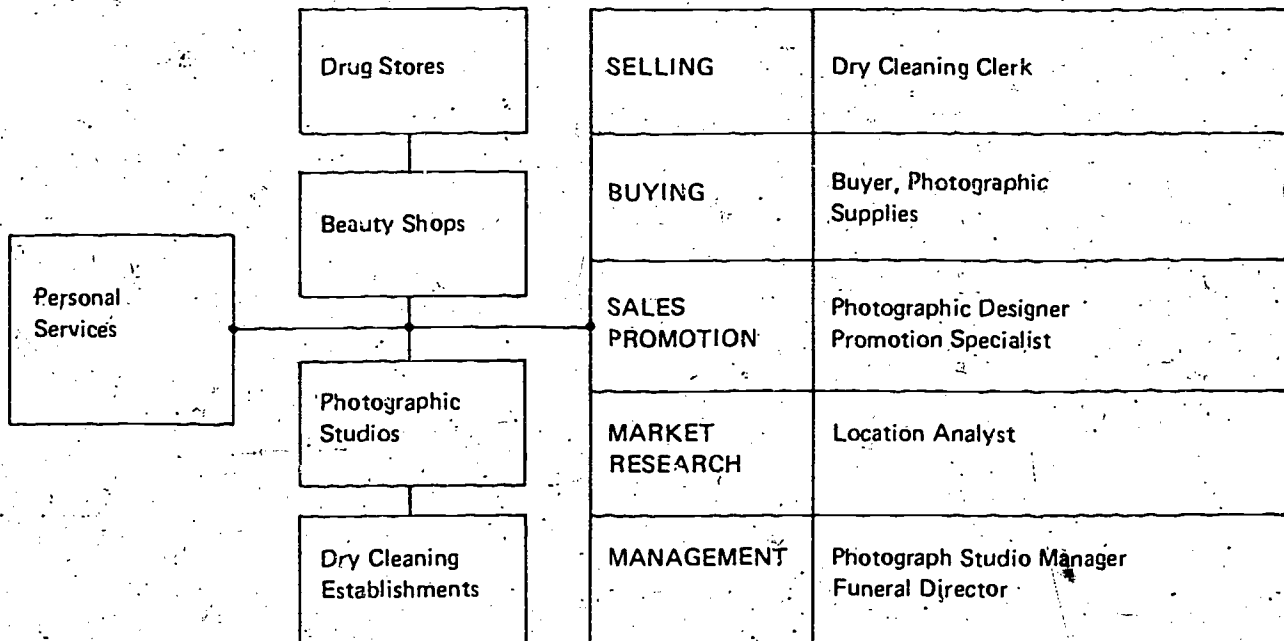 Personal
Services
Drug Stores
Beauty Shops
Photographic
Studios
Dry Cleaning
Establishments
SELLING
Dry Cleaning Clerk
BUYING
Buyer, Photographic
Supplies
SALES
PROMOTION
Photographic Designer
Promotion Specialist
MARKET
RESEARCH
Location Analyst
MANAGEMENT
Photograph Studio Manager
Funeral Director